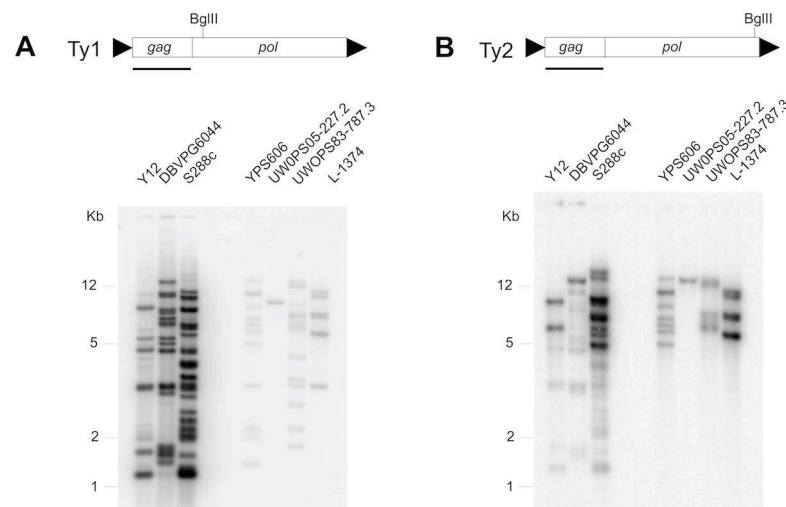 BglII
A
Ty1
gag
pol
Y12
DBVPG6044
S288c
YPS606
UW0PS05-227.2
UWOPS83-787.3
L-1374
Kb
12
5
2
1
BglII
B
Ty2
gag
pol
Y12
DBVPG6044
S288c
YPS606
UW0PS05-227.2
UWOPS83-787.3
L-1374
Kb
12
5
2
1